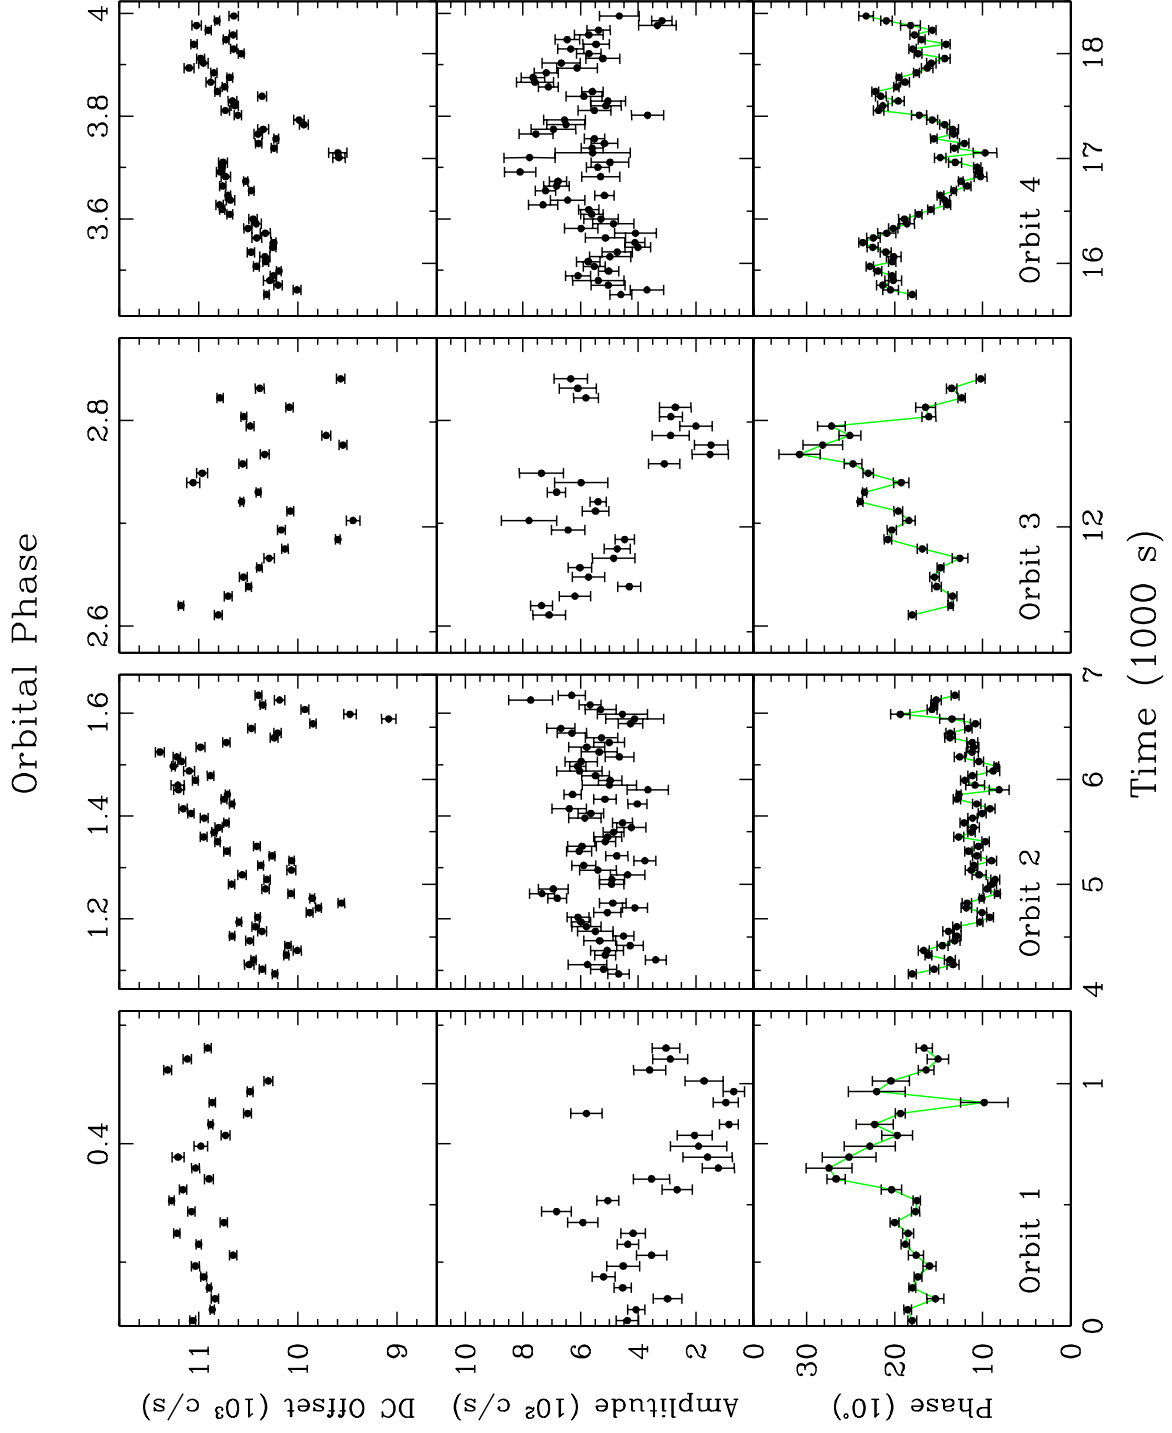 Orbital Phase
0.4
1.2 1.4 1.6
2.6 2.8
3.6 3.8 4
DC Offset (10³ c/s)
11
10
9
Amplitude (10² c/s)
10
8
6
4
2
0
Phase (10°)
30
20
10
0
Orbit 1
Orbit 2
Orbit 3
Orbit 4
0 1
4 5 6 7
12
16 17 18
Time (1000 s)